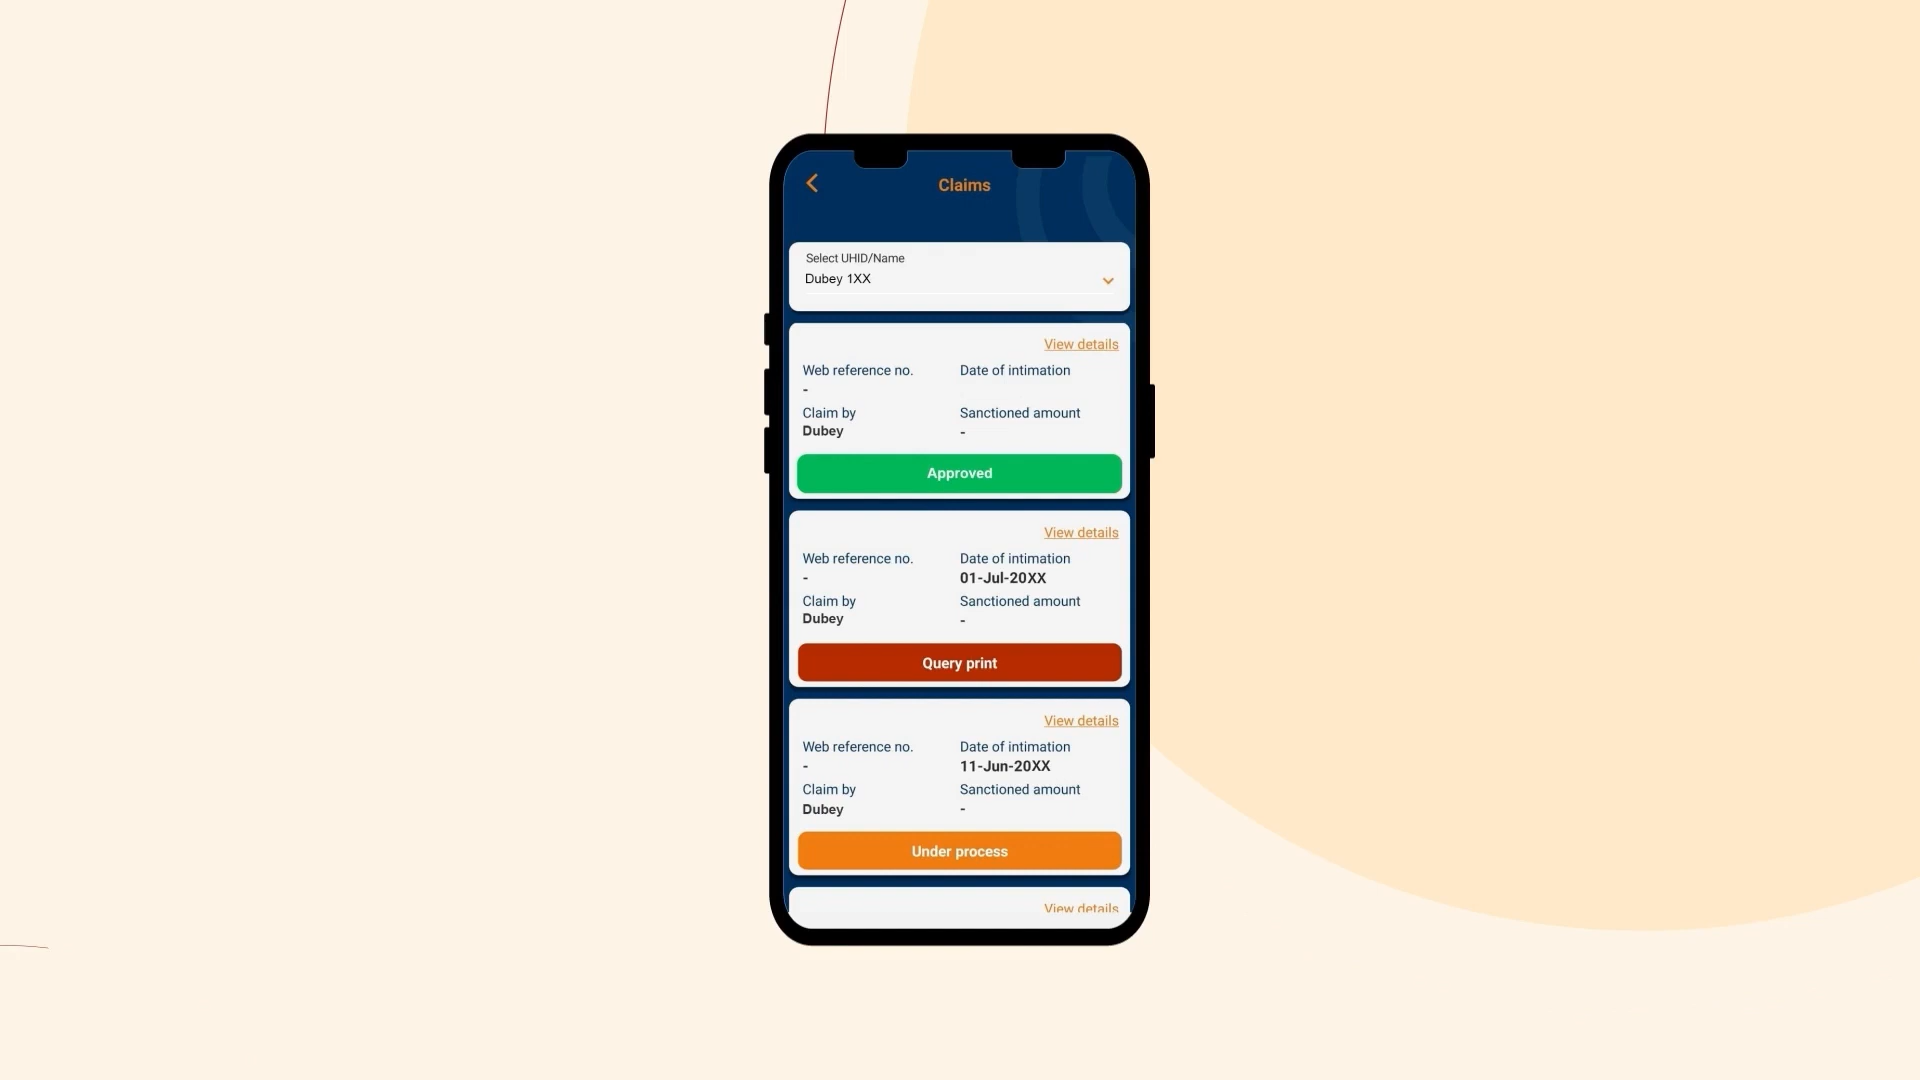 Claims
Select UHID/Name
Dubey 1XX
View details
Web reference no. Date of intimation
-
Claim by Sanctioned amount
Dubey -
Approved
View details
Web reference no. Date of intimation
- 01-Jul-20XX
Claim by Sanctioned amount
Dubey -
Query print
View details
Web reference no. Date of intimation
- 11-Jun-20XX
Claim by Sanctioned amount
Dubey -
Under process
View details